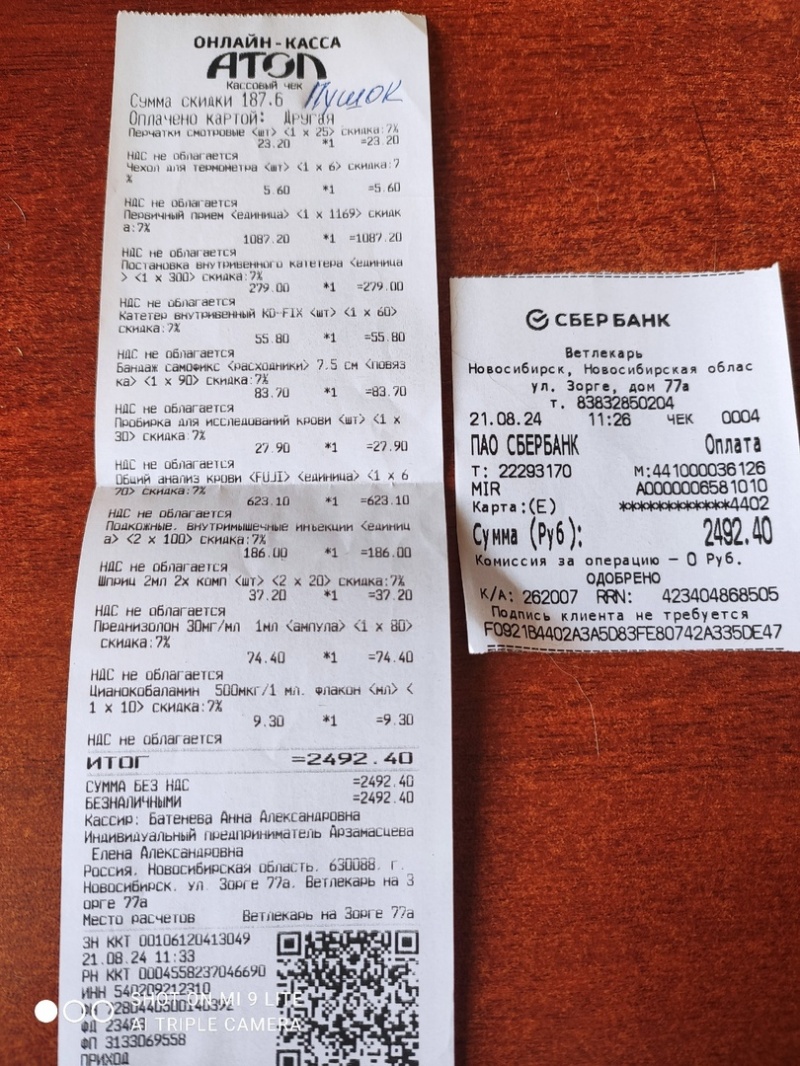 ОНЛАЙН-КАССА
АТОЛ
Кассовый чек
Пушок
Сумма скидки 187.6
Оплачено картой: Другая
Перчатки смотровые <шт> <1 x 25> скидка:7%
23.20 *1 =23.20
НДС не облагается
Чехол для термометра <шт> <1 x 6> скидка:7
%
5.60 *1 =5.60
НДС не облагается
Первичный прием <единица> <1 x 1169> скидк
а:7%
1087.20 *1 =1087.20
НДС не облагается
Постановка внутривенного катетера <единица
> <1 x 300> скидка:7%
279.00 *1 =279.00
НДС не облагается
Катетер внутривенный KD-FIX <шт> <1 x 60>
скидка:7%
55.80 *1 =55.80
НДС не облагается
Бандаж самофикс <расходники> 7.5 см <повяз
ка> <1 x 90> скидка:7%
83.70 *1 =83.70
НДС не облагается
Пробирка для исследований крови <шт> <1 x
30> скидка:7%
27.90 *1 =27.90
НДС не облагается
Общий анализ крови <FUJI> <единица> <1 x 6
70> скидка:7%
623.10 *1 =623.10
НДС не облагается
Подкожные, внутримышечные инъекции <единиц
а> <2 x 100> скидка:7%
186.00 *1 =186.00
НДС не облагается
Шприц 2мл 2х комп <шт> <2 x 20> скидка:7%
37.20 *1 =37.20
НДС не облагается
Преднизолон 30мг/мл 1мл <ампула> <1 x 80>
скидка:7%
74.40 *1 =74.40
НДС не облагается
Цианокобаламин 500мкг/1 мл. флакон <мл> <
1 x 10> скидка:7%
9.30 *1 =9.30
НДС не облагается
ИТОГ =2492.40
СУММА БЕЗ НДС =2492.40
БЕЗНАЛИЧНЫМИ =2492.40
Кассир: Батенева Анна Александровна
Индивидуальный предприниматель Арзамасцева
Елена Александровна
Россия, Новосибирская область, 630088, г.
Новосибирск, ул. Зорге 77а, Ветлекарь на З
орге 77а
Место расчетов Ветлекарь на Зорге 77а
ЗН ККТ 00106120413049
21.08.24 11:33
РН ККТ 0004558237046690
ИНН 540209212310
ФД
ФП 3133069558
ПРИХОД
SHOT ON MI 9 LITE
AI TRIPLE CAMERA
СБЕР БАНК
Ветлекарь
Новосибирск, Новосибирская облас
ул. Зорге, дом 77а
т. 83832850204
21.08.24 11:26 ЧЕК 0004
ПАО СБЕРБАНК Оплата
Т: 22293170 М:441000036126
MIR A0000006581010
Карта:(E) ************4402
Сумма (Руб): 2492.40
Комиссия за операцию – 0 Руб.
ОДОБРЕНО
К/А: 262007 RRN: 423404868505
Подпись клиента не требуется
F0921B4402A3A5D83FE80742A335DE47